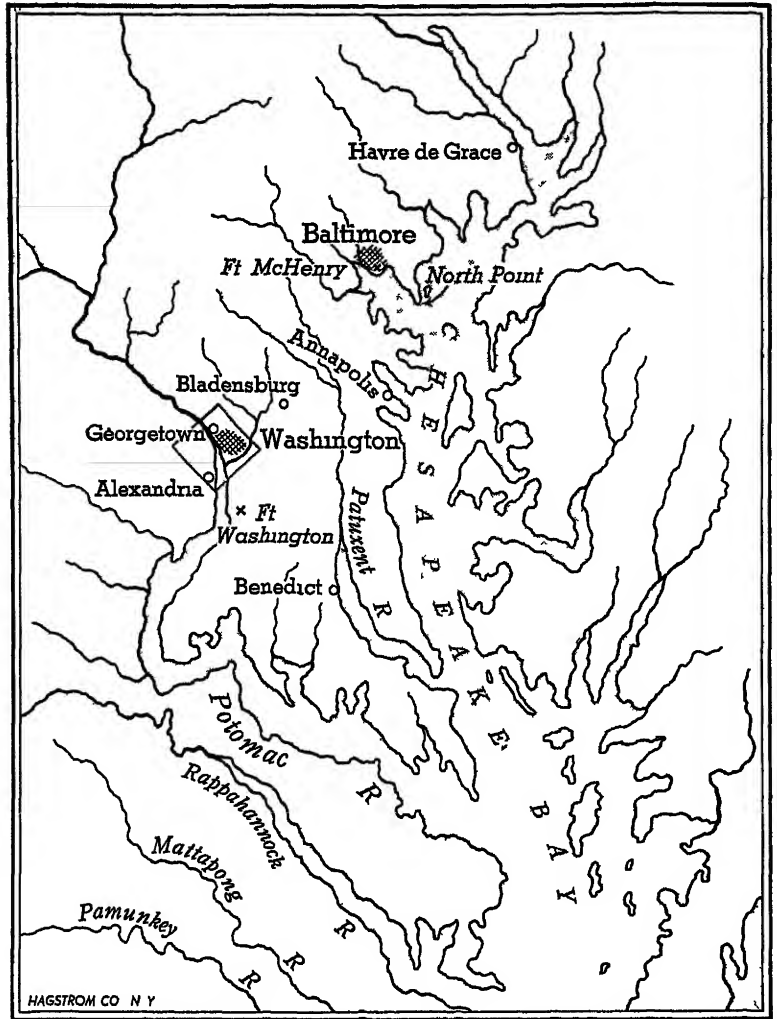 Havre de Grace
Baltimore
Ft McHenry
North Point
Annapolis
Bladensburg
Georgetown
Washington
Alexandria
Ft
Washington
Benedict
Patuxent R
CHESAPEAKE BAY
Potomac R
Rappahannock R
Mattapong R
Pamunkey R
HAGSTROM CO N Y